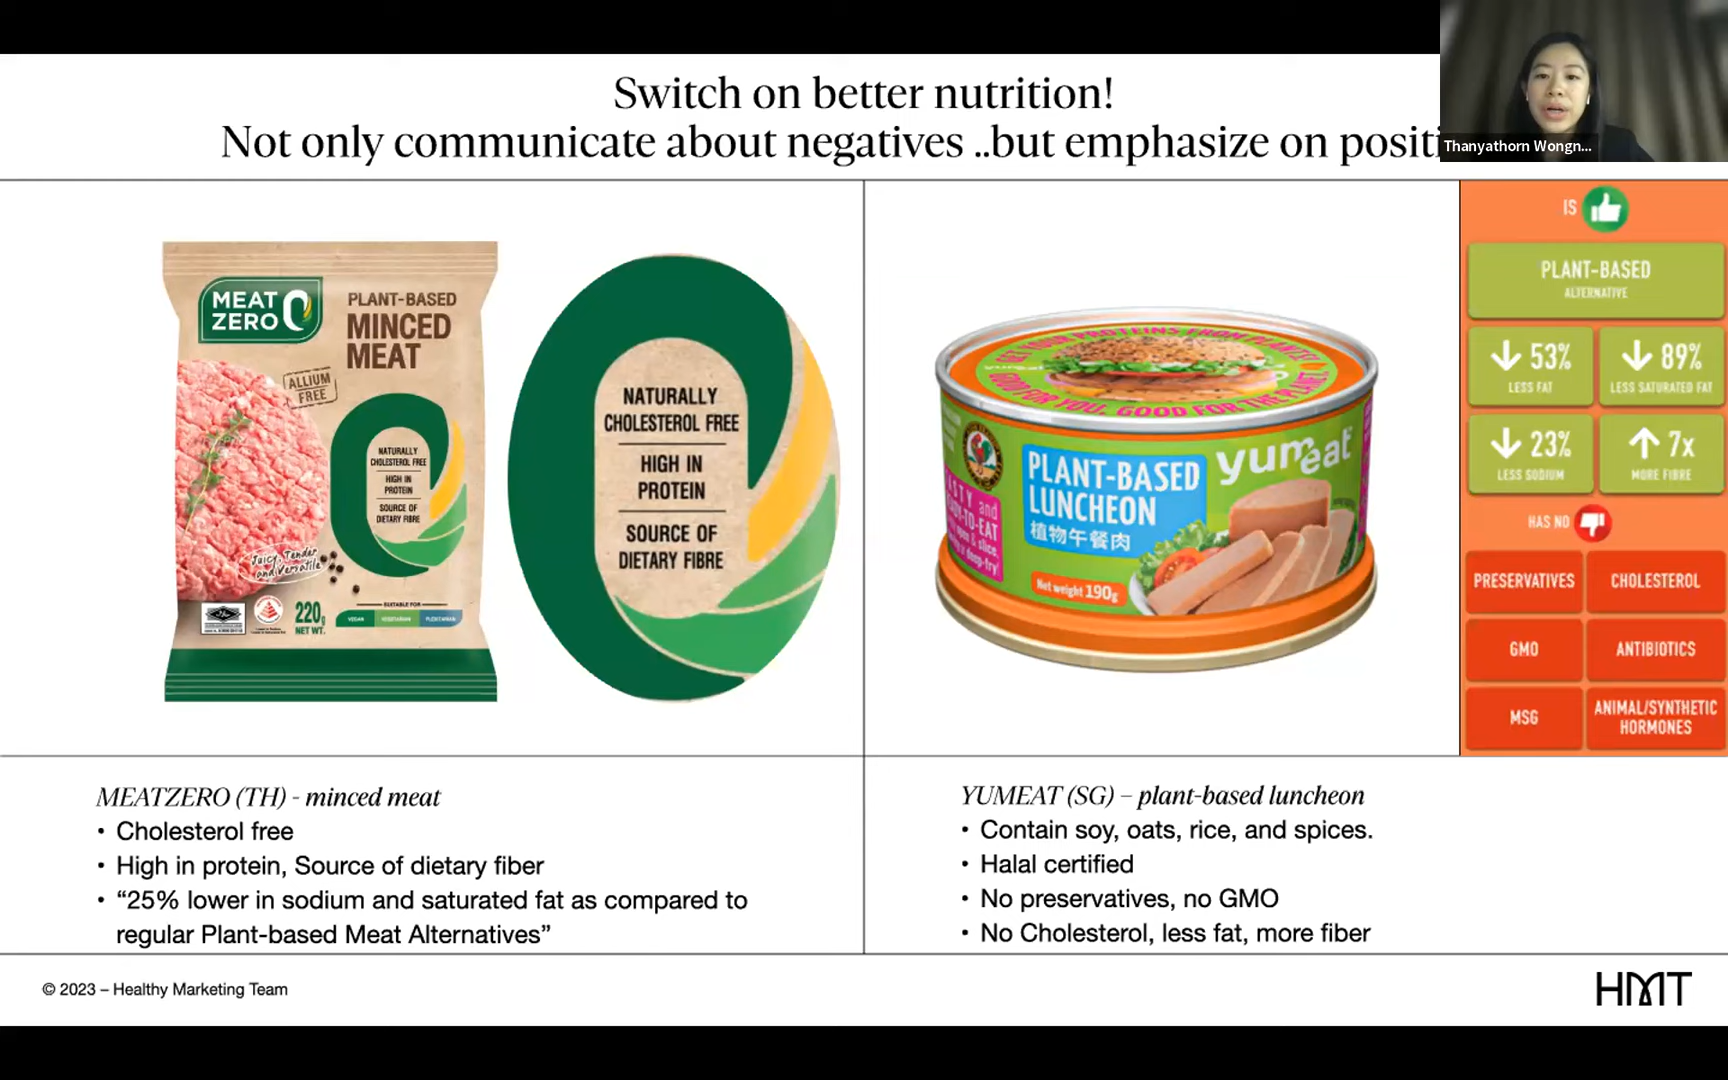 Switch on better nutrition!
Not only communicate about negatives ..but emphasize on positi
Thanyathorn Wongn...
MEAT
ZERO
PLANT-BASED
MINCED
MEAT
ALLIUM
FREE
NATURALLY
CHOLESTEROL FREE
HIGH IN
PROTEIN
SOURCE OF
DIETARY FIBRE
Juicy, Tender
and Versatile
220g
NET WT.
SUITABLE FOR
VEGAN
VEGETARIAN
FLEXITARIAN
NATURALLY
CHOLESTEROL FREE
HIGH IN
PROTEIN
SOURCE OF
DIETARY FIBRE
GET YOUR PROTEINS FROM PLANTS!
yumeat
GOOD FOR YOU, GOOD FOR THE PLANET
yumeat
PLANT-BASED
LUNCHEON
植物午餐肉
TASTY and
READY-TO-EAT
Net weight 190g
IS
PLANT-BASED
ALTERNATIVE
53%
LESS FAT
89%
LESS SATURATED FAT
23%
LESS SODIUM
7x
MORE FIBRE
HAS NO
PRESERVATIVES
CHOLESTEROL
GMO
ANTIBIOTICS
MSG
ANIMAL/SYNTHETIC
HORMONES
MEATZERO (TH) - minced meat
• Cholesterol free
• High in protein, Source of dietary fiber
• “25% lower in sodium and saturated fat as compared to
regular Plant-based Meat Alternatives”
YUMEAT (SG) – plant-based luncheon
• Contain soy, oats, rice, and spices.
• Halal certified
• No preservatives, no GMO
• No Cholesterol, less fat, more fiber
© 2023 – Healthy Marketing Team
HMT